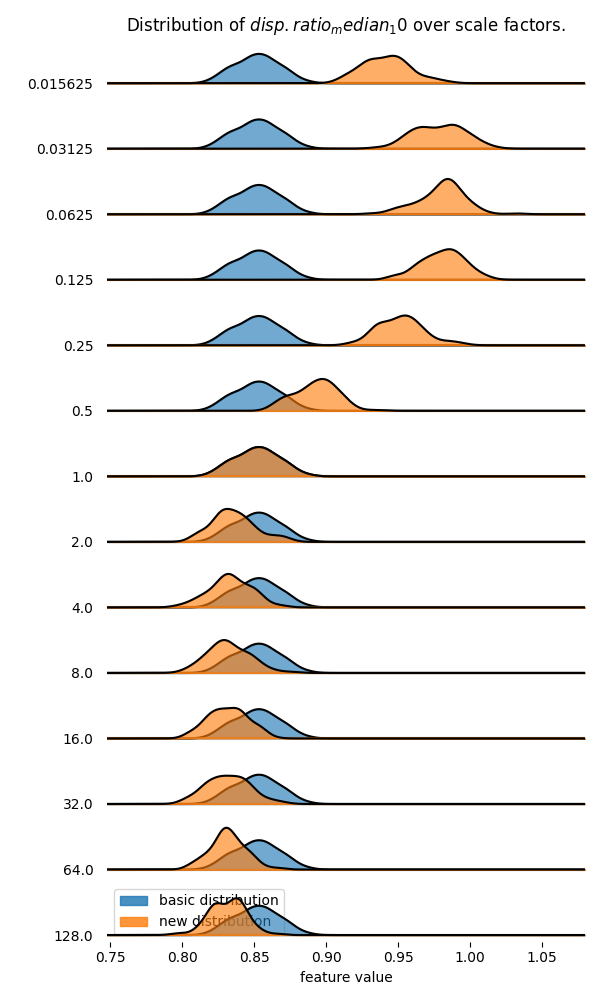 Distribution of disp.ratio_median_10 over scale factors.
0.015625
0.03125
0.0625
0.125
0.25
0.5
1.0
2.0
4.0
8.0
16.0
32.0
64.0
basic distribution
new distribution
128.0
0.75 0.80 0.85 0.90 0.95 1.00 1.05
feature value